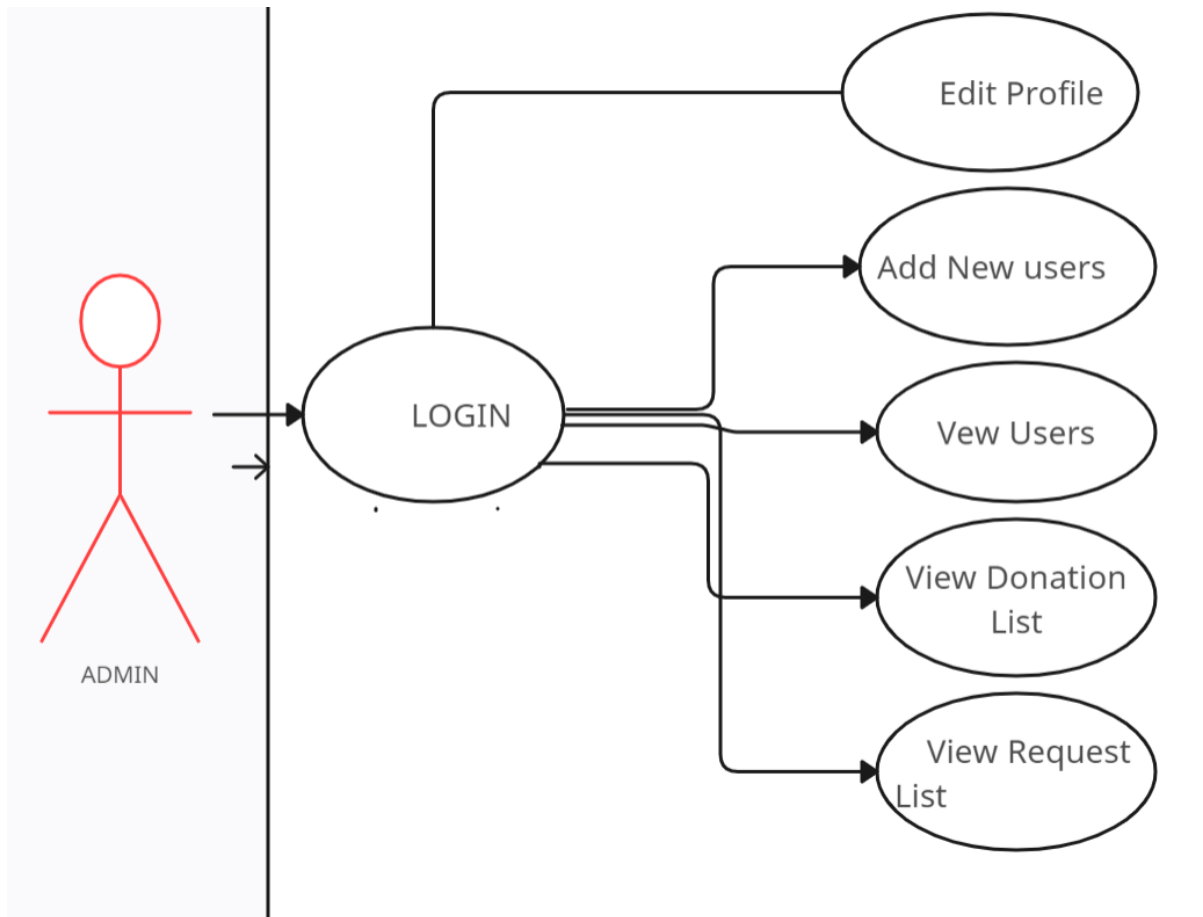 Edit Profile
Add New users
LOGIN
Vew Users
View Donation
List
ADMIN
View Request
List